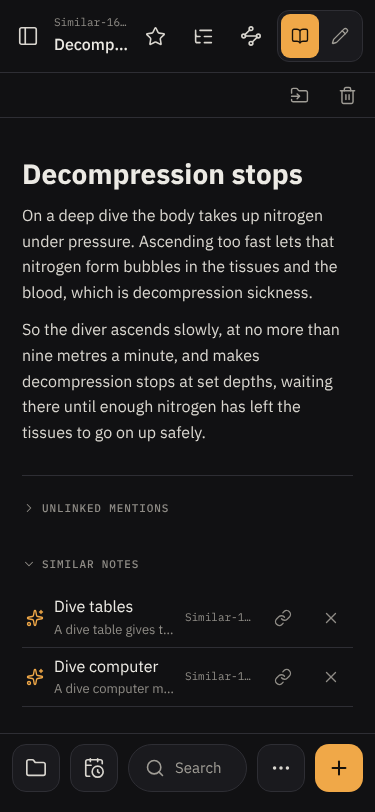 Similar-16…
Decomp…
Decompression stops
On a deep dive the body takes up nitrogen
under pressure. Ascending too fast lets that
nitrogen form bubbles in the tissues and the
blood, which is decompression sickness.
So the diver ascends slowly, at no more than
nine metres a minute, and makes
decompression stops at set depths, waiting
there until enough nitrogen has left the
tissues to go on up safely.
UNLINKED MENTIONS
SIMILAR NOTES
Dive tables
A dive table gives t…
Similar-1…
Dive computer
A dive computer m…
Similar-1…
Search